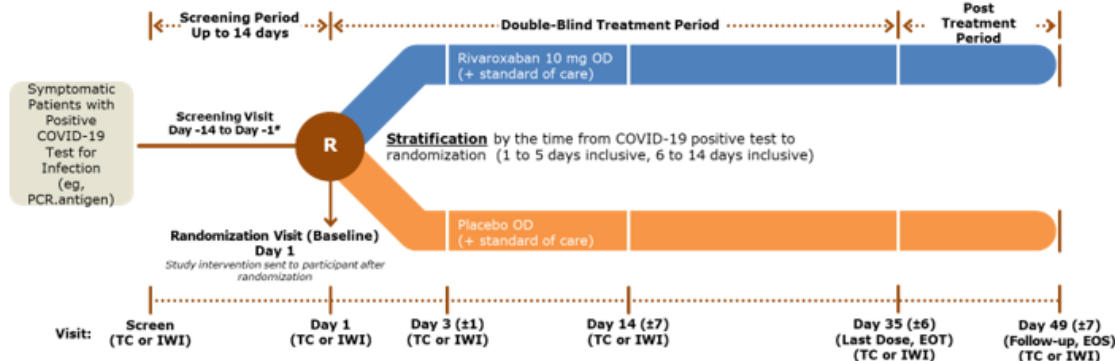 Screening Period
Up to 14 days
Double-Blind Treatment Period
Post
Treatment
Period
Rivaroxaban 10 mg OD
(+ standard of care)
Symptomatic
Patients with
Positive
COVID-19
Test for
Infection
(eg,
PCR.antigen)
Screening Visit
Day -14 to Day -1#
R
Stratification by the time from COVID-19 positive test to
randomization (1 to 5 days inclusive, 6 to 14 days inclusive)
Placebo OD
(+ standard of care)
Randomization Visit (Baseline)
Day 1
Study intervention sent to participant after
randomization
Visit:
Screen
(TC or IWI)
Day 1
(TC or IWI)
Day 3 (±1)
(TC or IWI)
Day 14 (±7)
(TC or IWI)
Day 35 (±6)
(Last Dose, EOT)
(TC or IWI)
Day 49 (±7)
(Follow-up, EOS)
(TC or IWI)